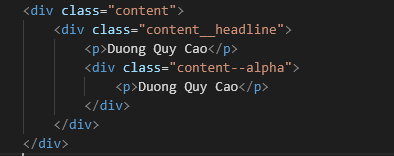 <div class="content">
    <div class="content__headline">
        <p>Duong Quy Cao</p>
        <div class="content--alpha">
            <p>Duong Quy Cao</p>
        </div>
    </div>
</div>